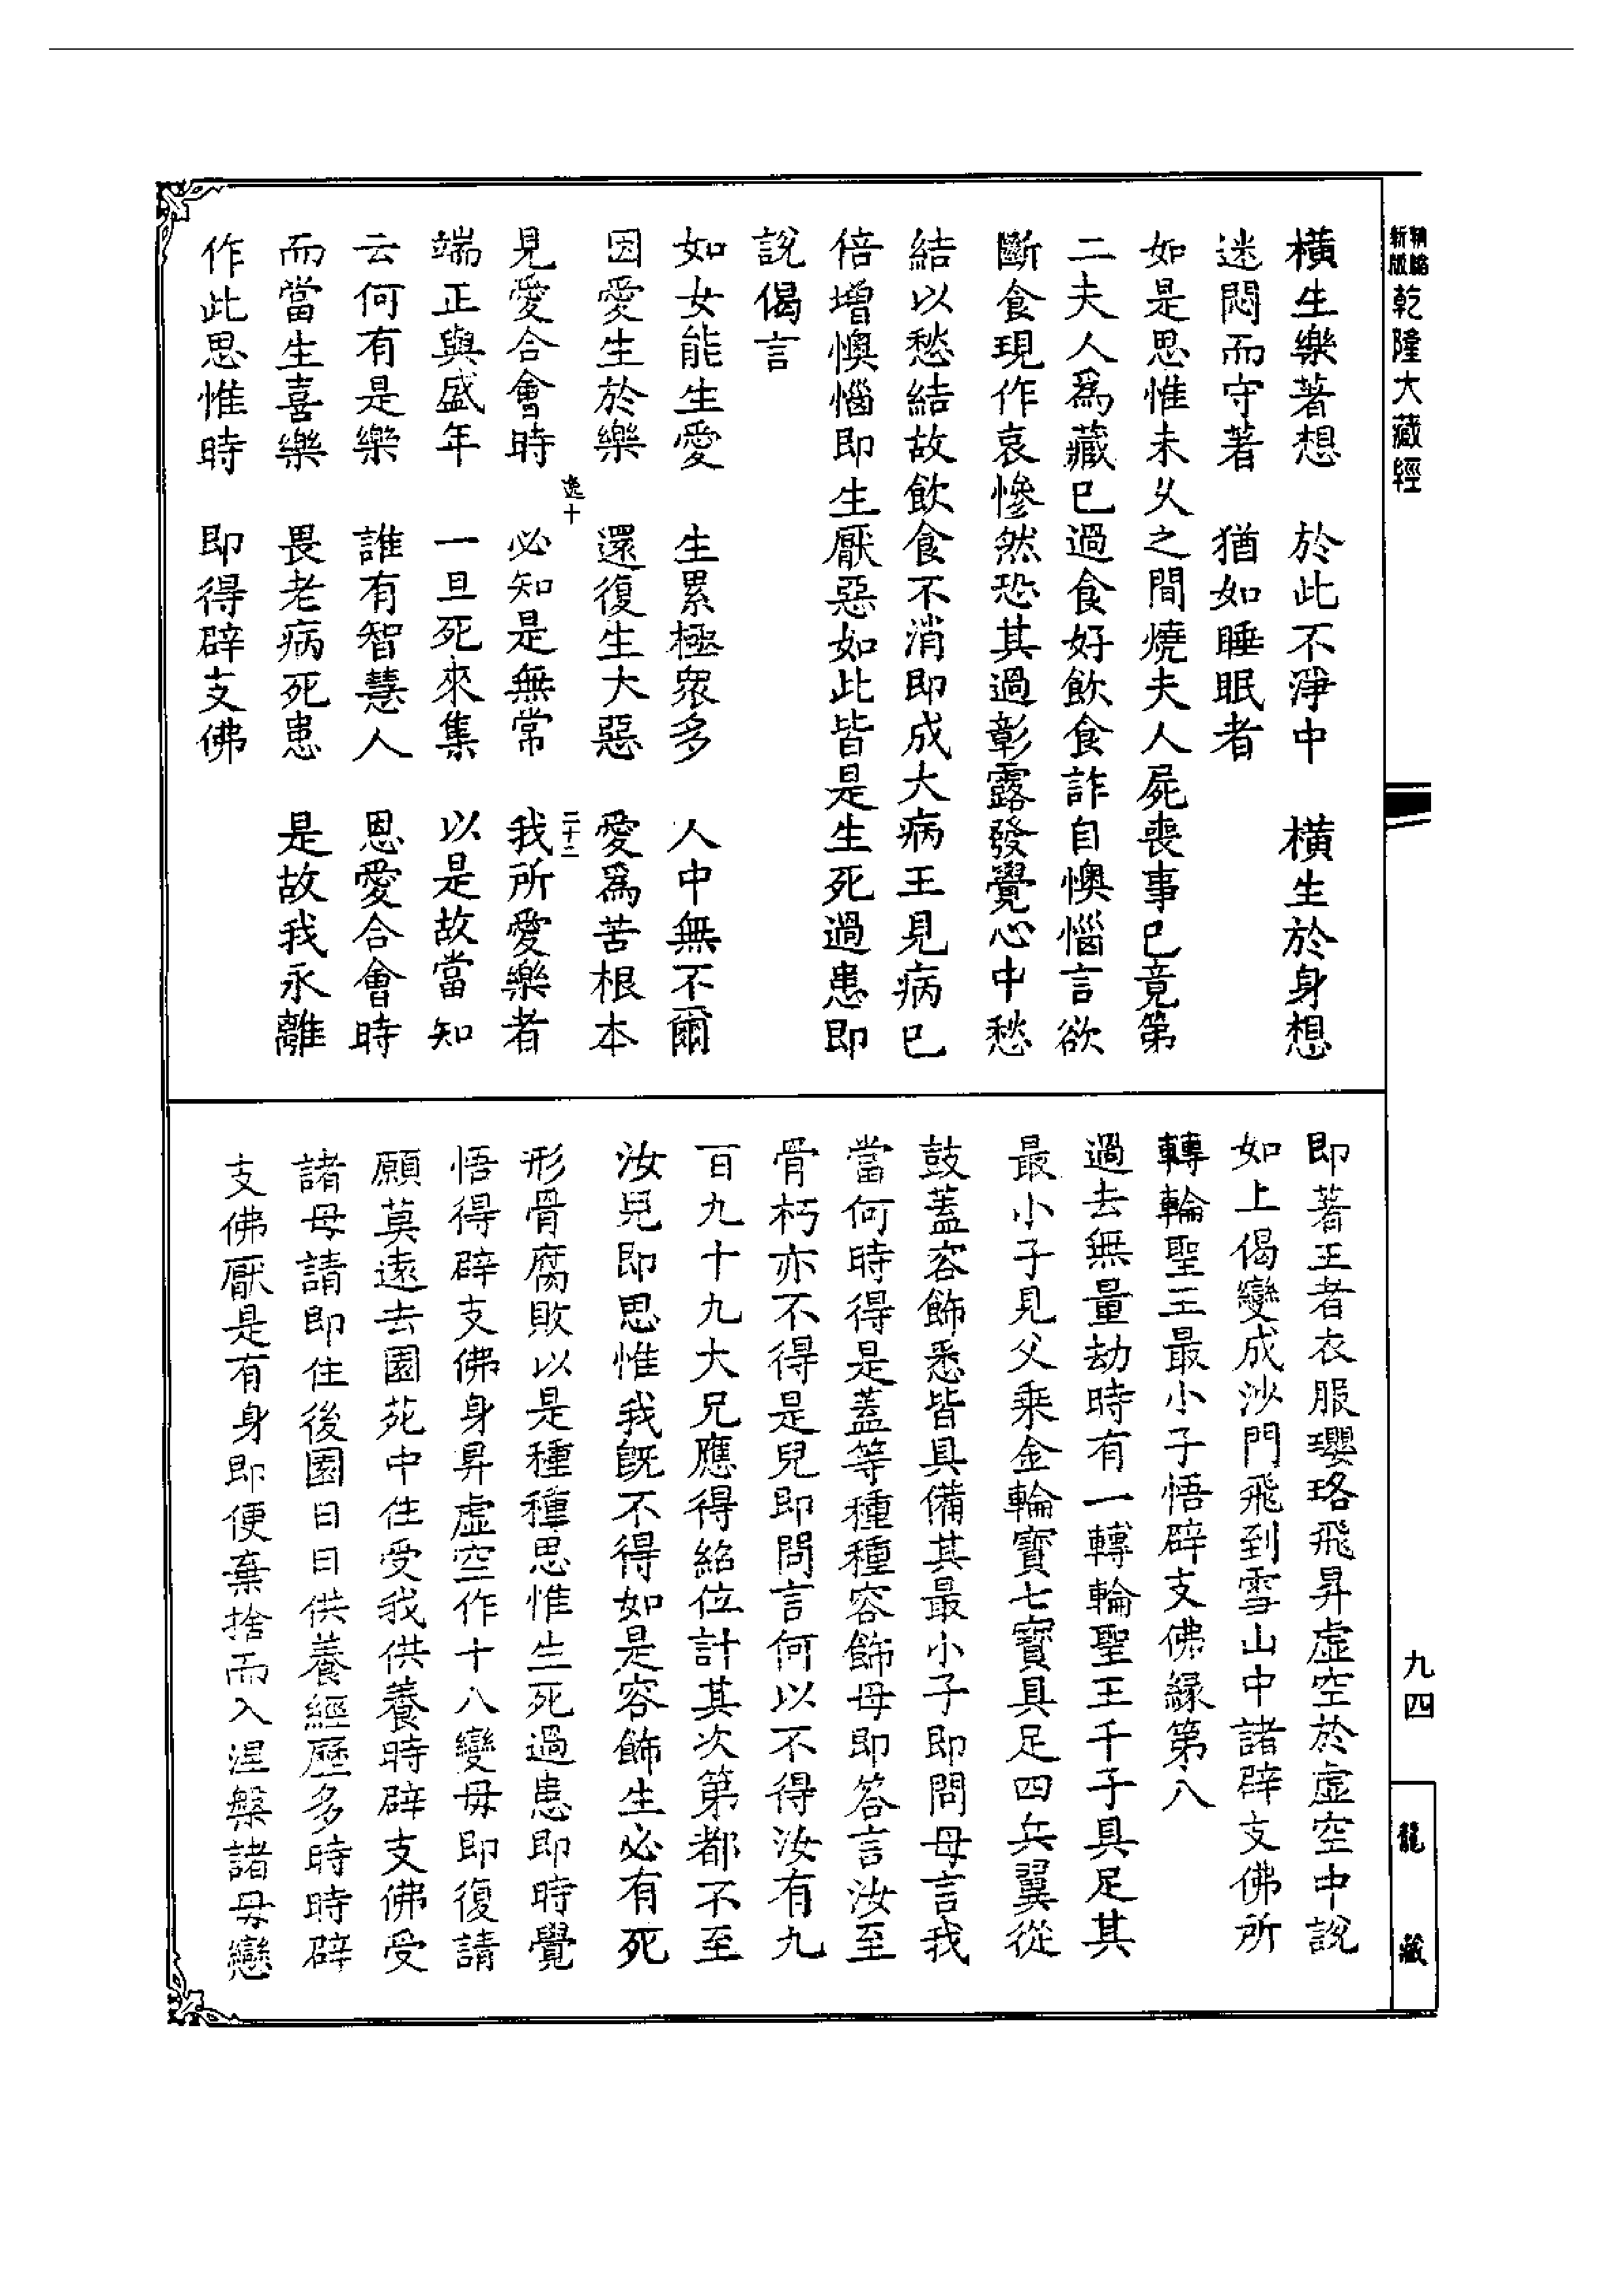 精縮新版乾隆大藏經
橫生樂著想　於此不淨中　橫生於身想
迷悶而守著　猶如睡眠者
如是思惟未久之間燒夫人屍喪事已竟第
二夫人為藏已過食好飲食詐自懊惱言欲
斷食現作哀慘然恐其過彰露發覺心中愁
結以愁結故飲食不消即成大病王見病已
倍增懊惱即生厭惡如此皆是生死過患即
說偈言
如女能生愛　生累極眾多　人中無不爾
因愛生於樂　還復生大惡　愛為苦根本
逸十　二十二
見愛合會時　必知是無常　我所愛樂者
端正與盛年　一旦死來集　以是故當知
云何有是樂　誰有智慧人　恩愛合會時
而當生喜樂　畏老病死患　是故我永離
作此思惟時　即得辟支佛
即著王者衣服瓔珞飛昇虛空於虛空中說
如上偈變成沙門飛到雪山中諸辟支佛所
轉輪聖王最小子悟辟支佛緣第八
過去無量劫時有一轉輪聖王千子具足其
最小子見父乘金輪寶七寶具足四兵翼從
鼓蓋容飾悉皆具備其最小子即問母言我
當何時得是蓋等種種容飾母即答言汝至
骨朽亦不得是兒即問言何以不得汝有九
百九十九大兄應得紹位計其次第都不至
汝兒即思惟我既不得如是容飾生必有死
形骨腐敗以是種種思惟生死過患即時覺
悟得辟支佛身昇虛空作十八變母即復請
願莫遠去園苑中住受我供養時辟支佛受
諸母請即住後園日日供養經歷多時時辟
支佛厭是有身即便棄捨而入涅槃諸母戀
九四
龍藏